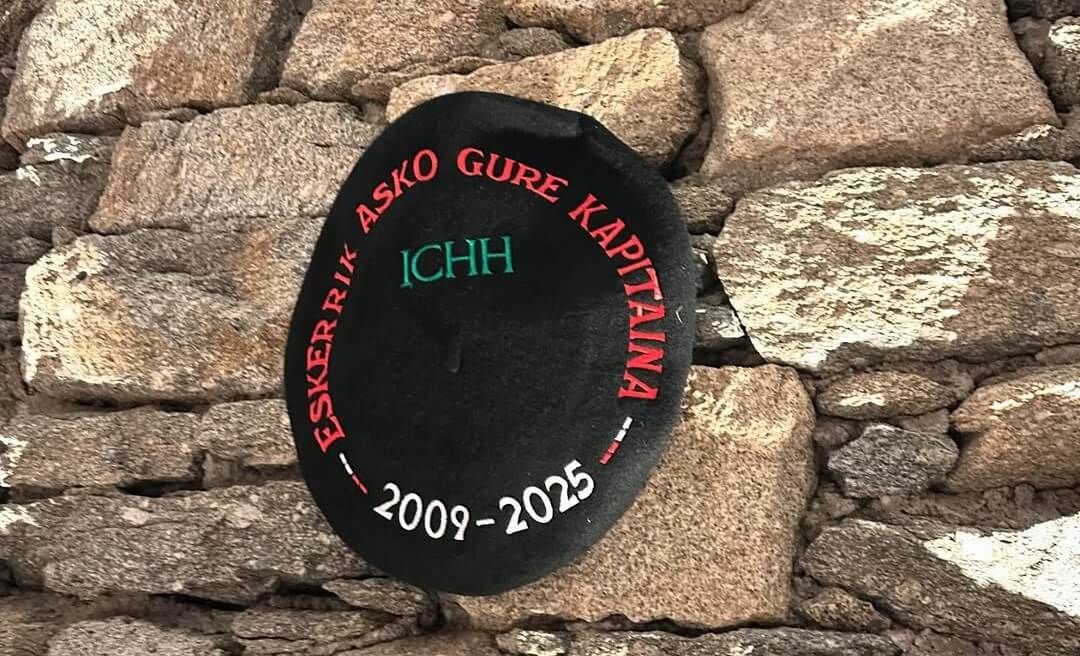 ESKERRIK ASKO GURE KAPITAINA
ICHH
2009-2025